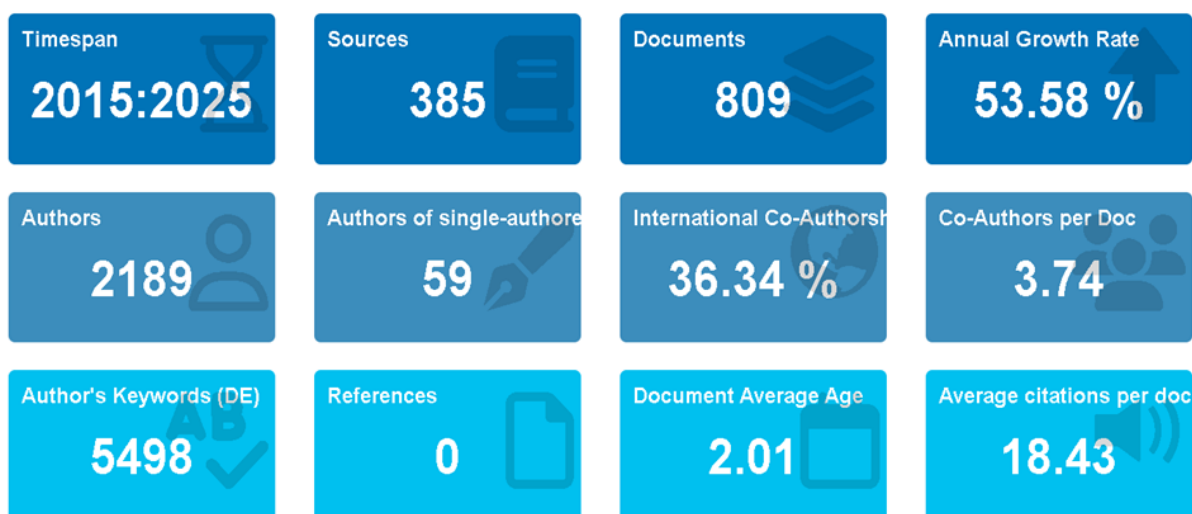 Timespan
2015:2025
Sources
385
Documents
809
Annual Growth Rate
53.58 %
Authors
2189
Authors of single-authore
59
International Co-Authorsh
36.34 %
Co-Authors per Doc
3.74
Author's Keywords (DE)
5498
AB
References
0
Document Average Age
2.01
Average citations per doc
18.43